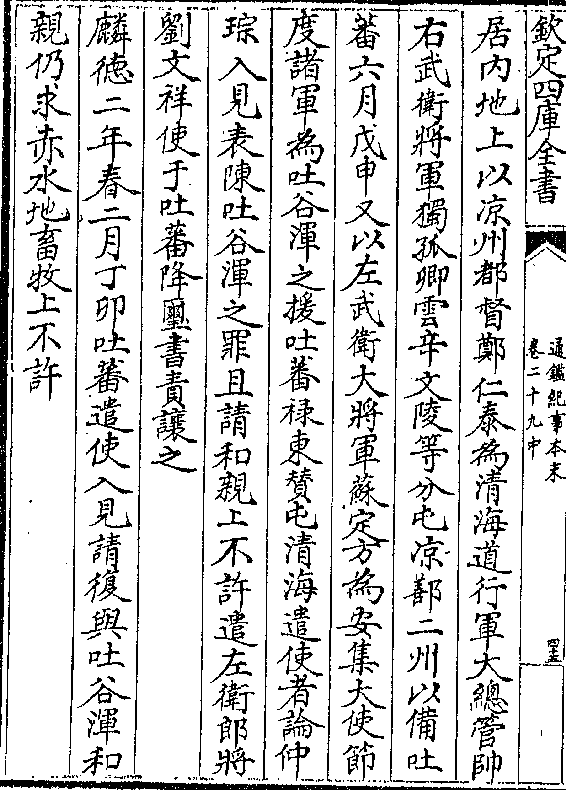 欽定四庫全書
通鑑紀事本末
卷二十九中
四五
居内地上以凉州都督鄭仁泰為清海道行軍大總管帥
右武衛將軍獨孤卿雲辛文陵等分屯凉鄯二州以備吐
蕃六月戊申又以左武衛大將軍蘇定方為安集大使節
度諸軍為吐谷渾之援吐蕃禄東贊屯清海遣使者論仲
琮入見表陳吐谷渾之罪且請和親上不許遣左衛郎將
劉文祥使于吐蕃降璽書責讓之
麟德二年春二月丁卯吐蕃遣使入見請復與吐谷渾和
親仍求赤水地畜牧上不許